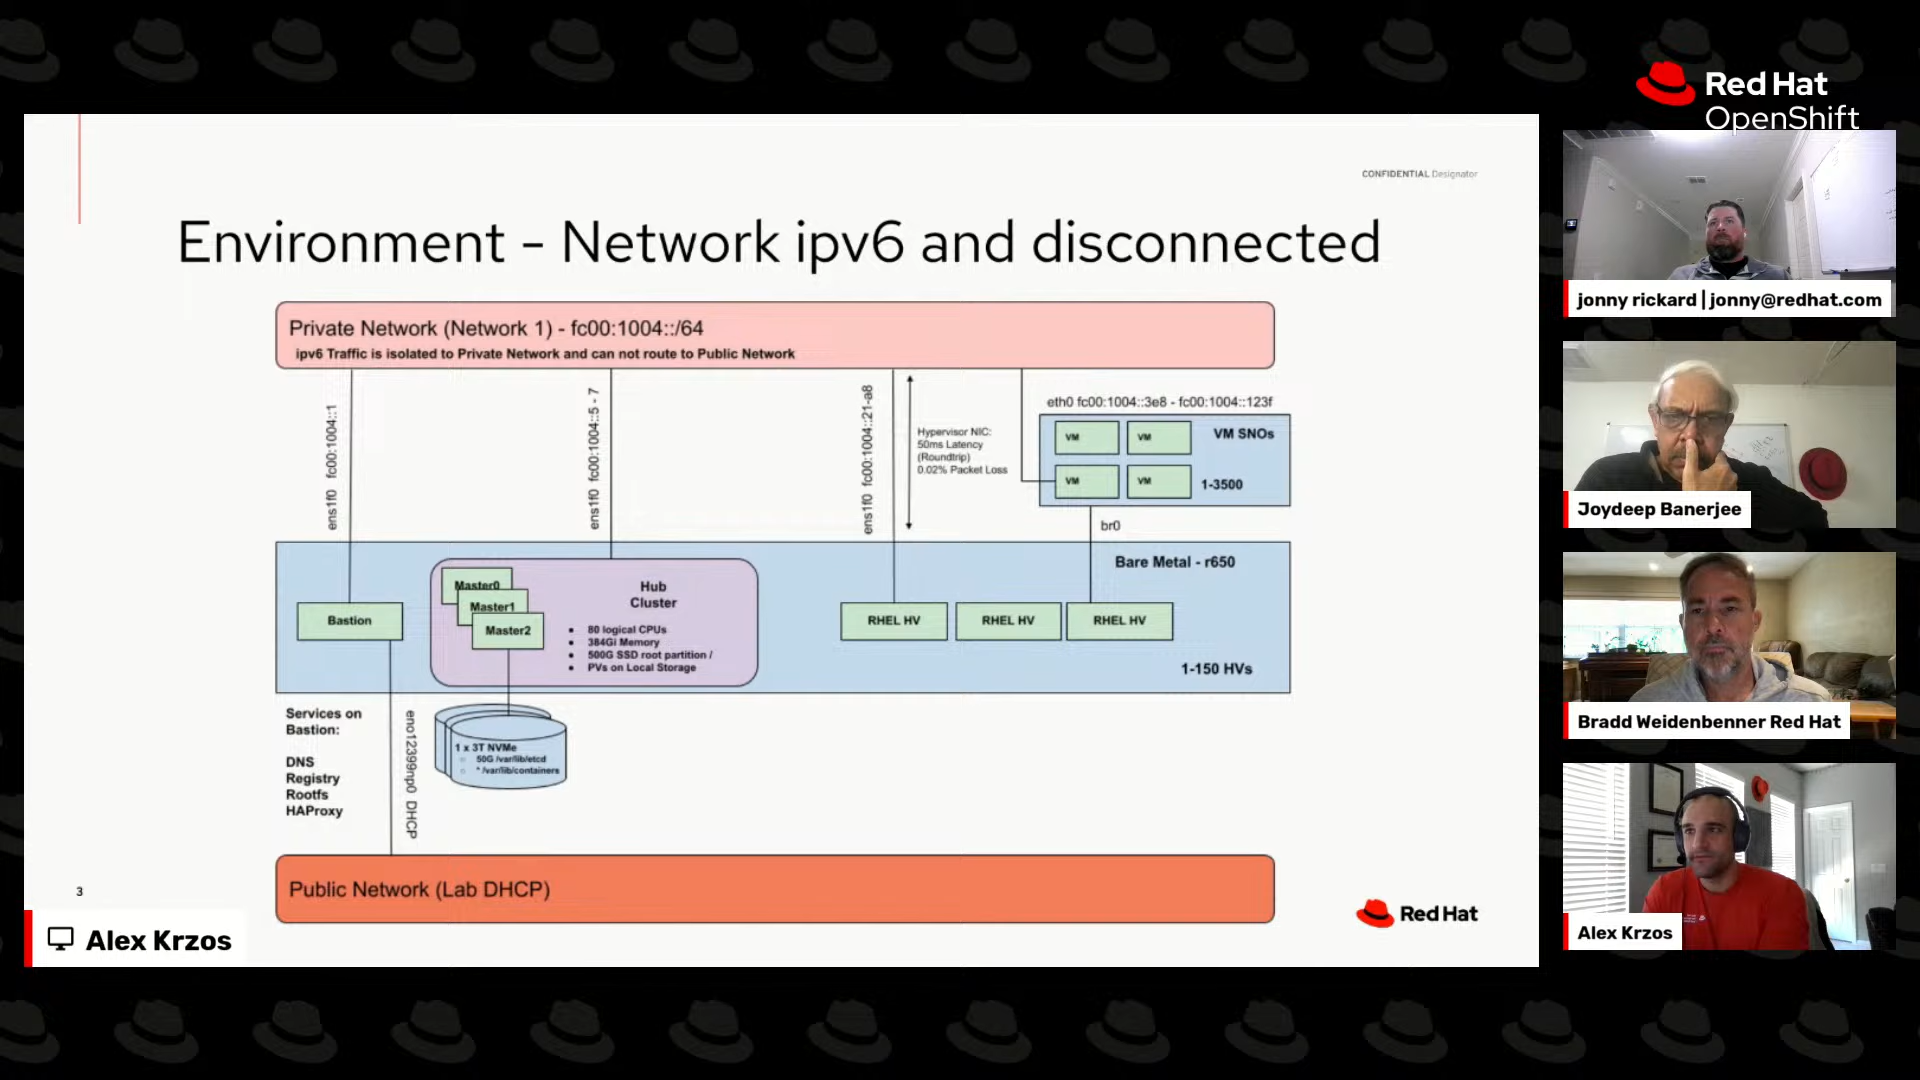 Red Hat
OpenShift
CONFIDENTIAL Designator
Environment - Network ipv6 and disconnected
Private Network (Network 1) - fc00:1004::/64
ipv6 Traffic is isolated to Private Network and can not route to Public Network
ens1f0 fc00:1004::1
ens1f0 fc00:1004::5 - 7
ens1f0 fc00:1004::21-a8
Hypervisor NIC:
50ms Latency
(Roundtrip)
0.02% Packet Loss
eth0 fc00:1004::3e8 - fc00:1004::123f
VM
VM
VM SNOs
VM
VM
1-3500
br0
Bare Metal - r650
Bastion
Master0
Master1
Master2
Hub
Cluster
80 logical CPUs
384Gi Memory
500G SSD root partition /
PVs on Local Storage
RHEL HV
RHEL HV
RHEL HV
1-150 HVs
Services on
Bastion:
DNS
Registry
Rootfs
HAProxy
eno12399np0 DHCP
1 x 3T NVMe
50G /var/lib/etcd
* /var/lib/containers
Public Network (Lab DHCP)
3
Red Hat
Alex Krzos
jonny rickard | jonny@redhat.com
Joydeep Banerjee
Bradd Weidenbenner Red Hat
Alex Krzos